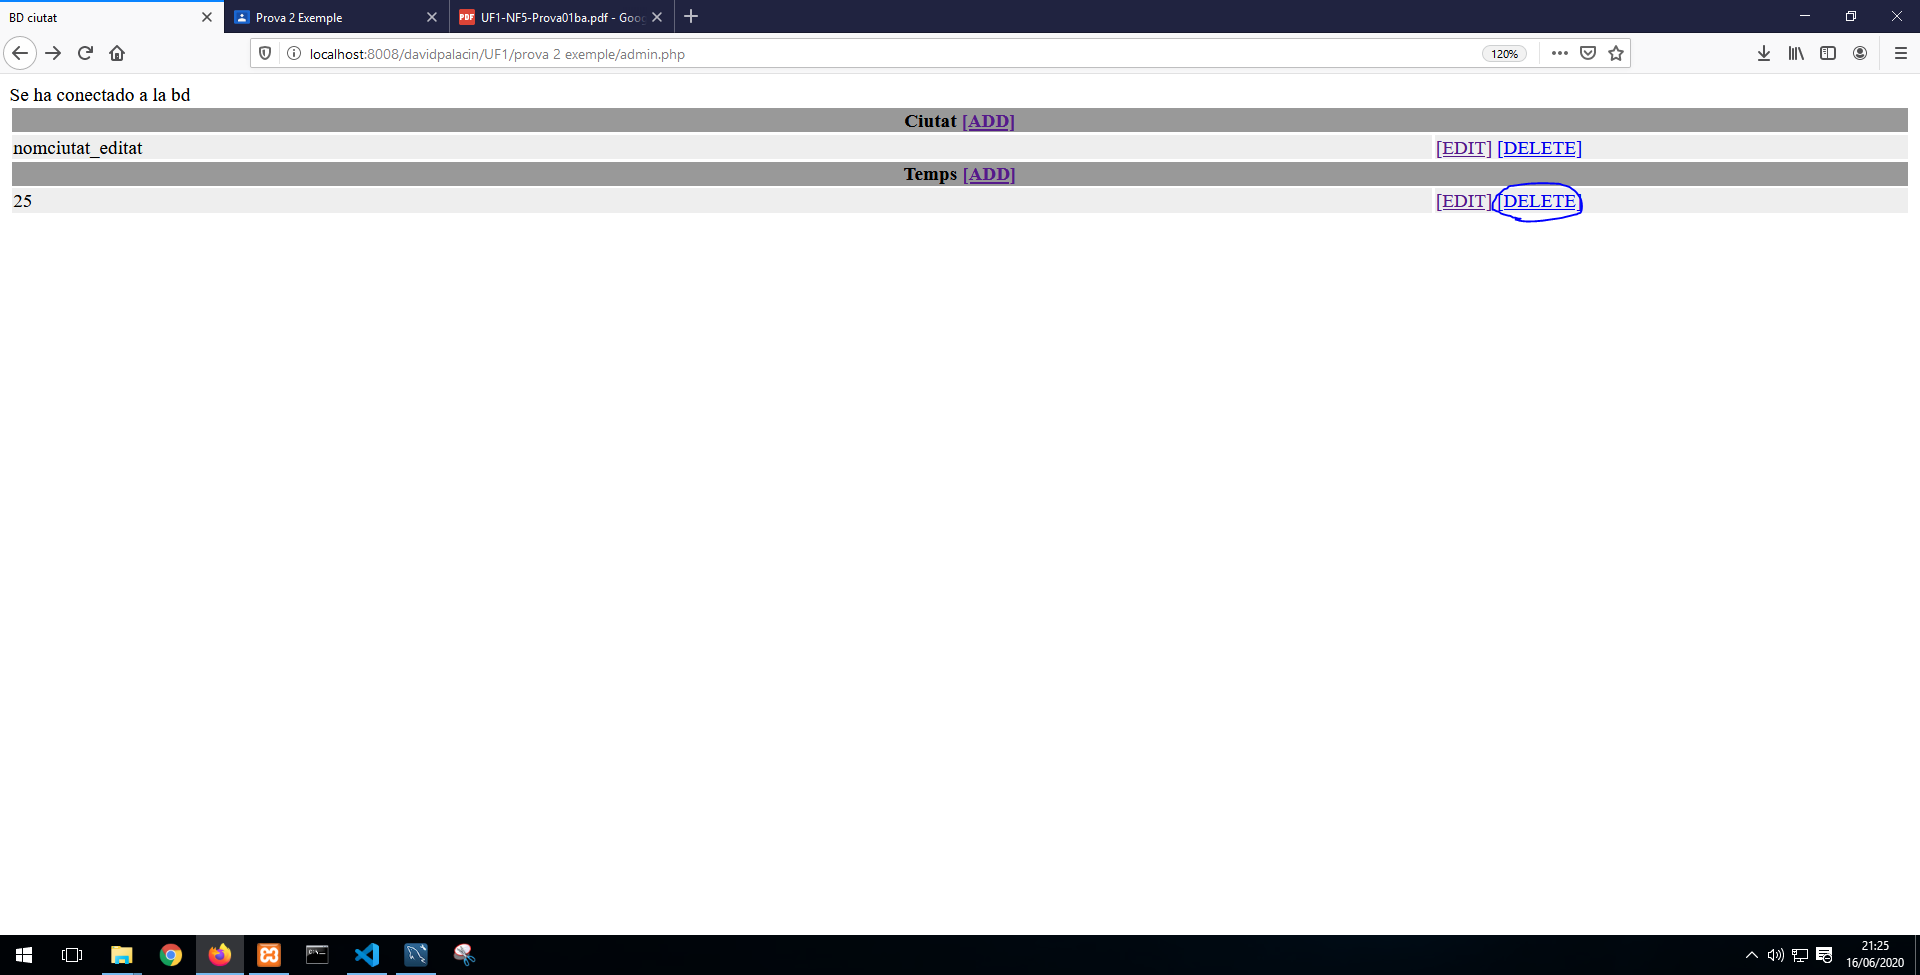 BD ciutat
Prova 2 Exemple
UF1-NF5-Prova01ba.pdf - Goog
localhost:8008/davidpalacin/UF1/prova 2 exemple/admin.php
120%
Se ha conectado a la bd
Ciutat [ADD]
nomciutat_editat [EDIT] [DELETE]
Temps [ADD]
25 [EDIT] [DELETE]
21:25
16/06/2020